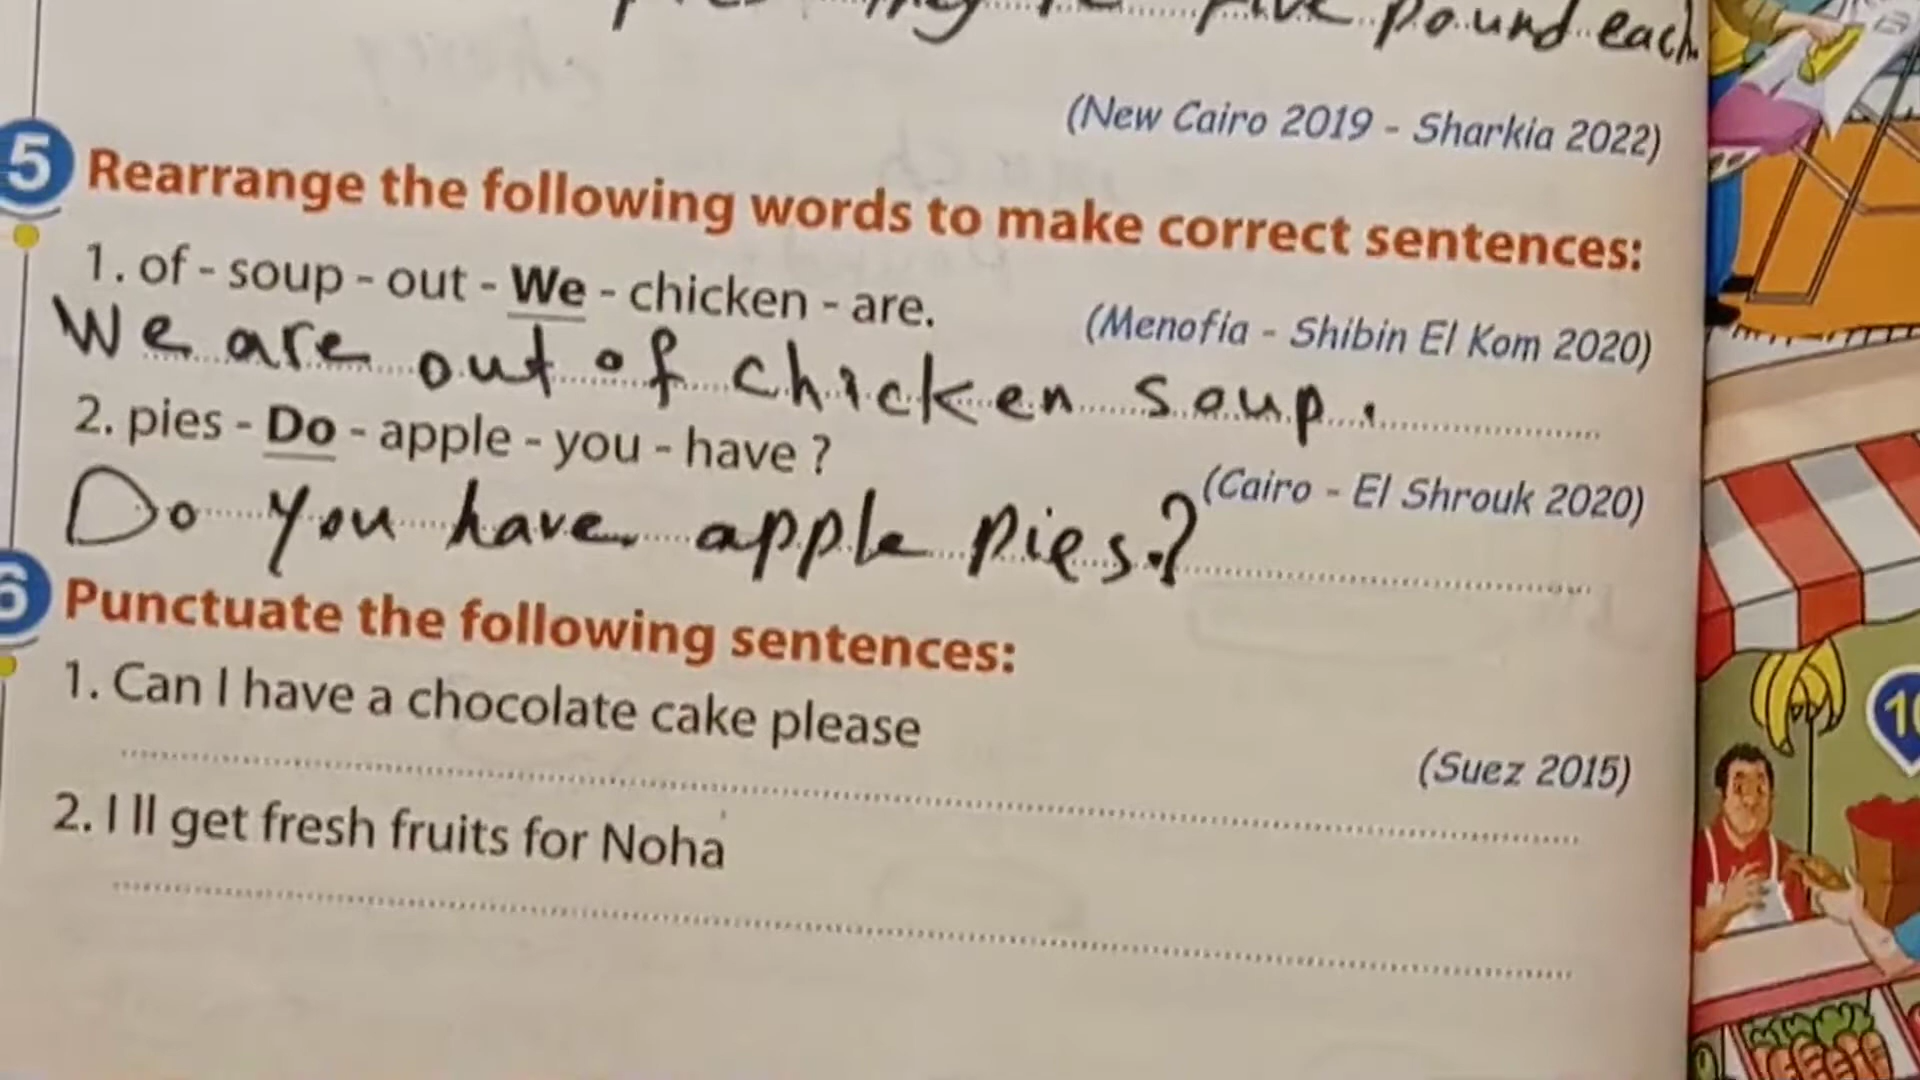 pound each.
(New Cairo 2019 - Sharkia 2022)
5 Rearrange the following words to make correct sentences:
1. of - soup - out - We - chicken - are.
(Menofia - Shibin El Kom 2020)
We are out of chicken soup.
2. pies - Do - apple - you - have ?
(Cairo - El Shrouk 2020)
Do you have apple pies?
6 Punctuate the following sentences:
1. Can I have a chocolate cake please
(Suez 2015)
2. I ll get fresh fruits for Noha
10